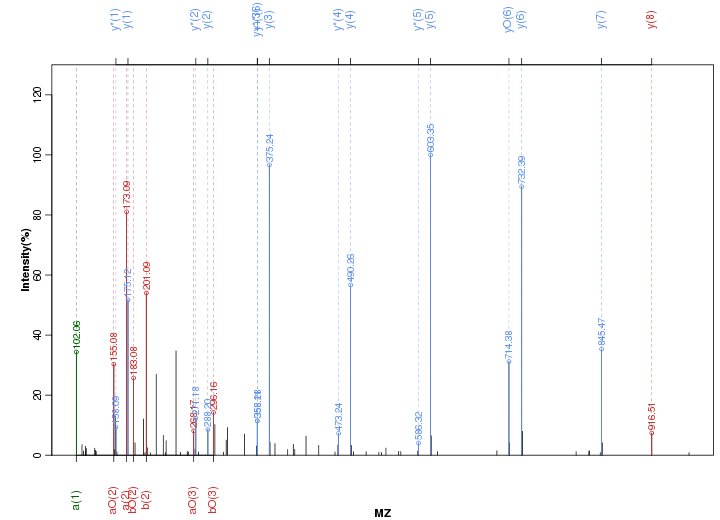 y*(1)
y(1)
y*(2)
y(2)
y(3)
y*(4)
y(4)
y*(5)
y(5)
yO(6)
y(6)
y(7)
y(8)
Intensity(%)
0
20
40
60
80
100
120
102.06
155.08
158.09
173.09
175.12
183.08
201.09
271.18
288.20
296.16
375.24
473.24
490.26
586.32
603.35
714.38
732.39
845.47
916.51
a(1)
aO(2)
a(2)
bO(2)
b(2)
aO(3)
bO(3)
MZ